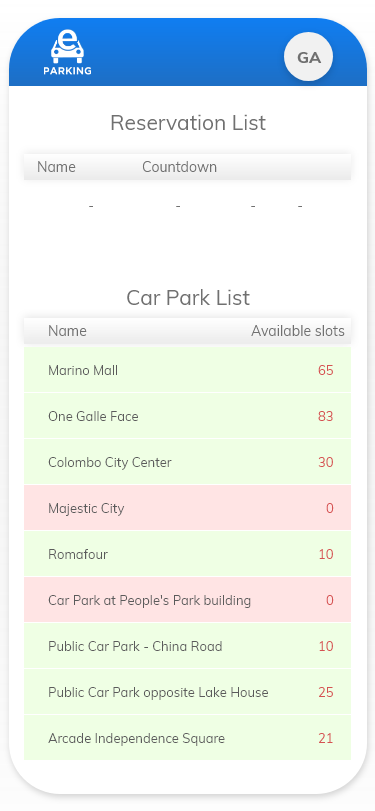 e
PARKING
GA
Reservation List
Name Countdown
- - - -
Car Park List
Name Available slots
Marino Mall 65
One Galle Face 83
Colombo City Center 30
Majestic City 0
Romafour 10
Car Park at People's Park building 0
Public Car Park - China Road 10
Public Car Park opposite Lake House 25
Arcade Independence Square 21